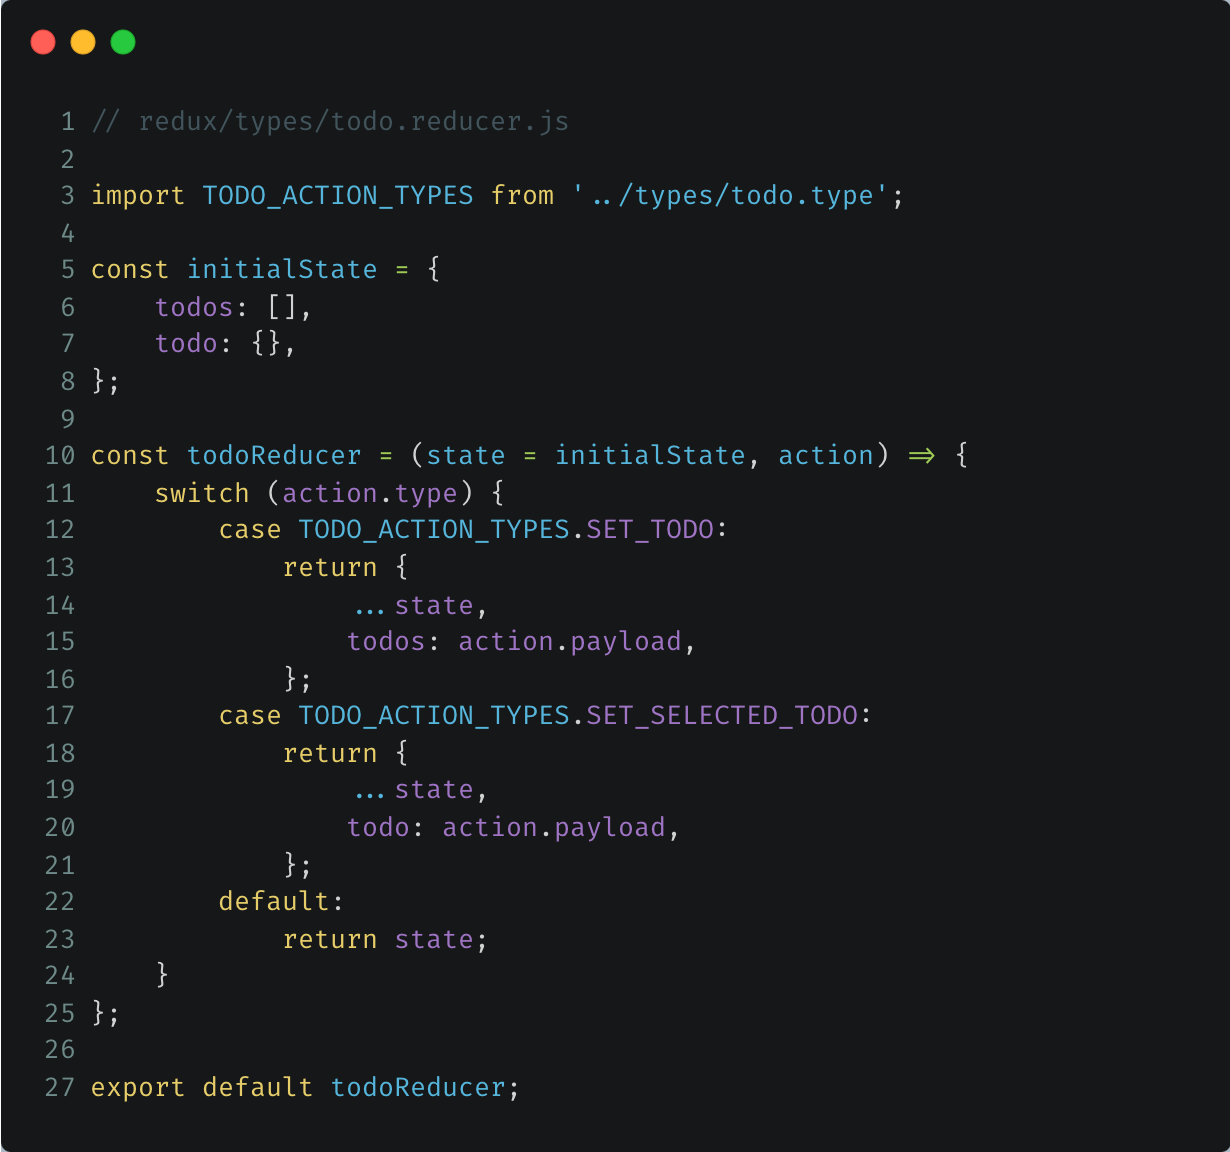 1 // redux/types/todo.reducer.js
2
3 import TODO_ACTION_TYPES from '../types/todo.type';
4
5 const initialState = {
6     todos: [],
7     todo: {},
8 };
9
10 const todoReducer = (state = initialState, action) => {
11     switch (action.type) {
12         case TODO_ACTION_TYPES.SET_TODO:
13             return {
14                 ...state,
15                 todos: action.payload,
16             };
17         case TODO_ACTION_TYPES.SET_SELECTED_TODO:
18             return {
19                 ...state,
20                 todo: action.payload,
21             };
22         default:
23             return state;
24     }
25 };
26
27 export default todoReducer;